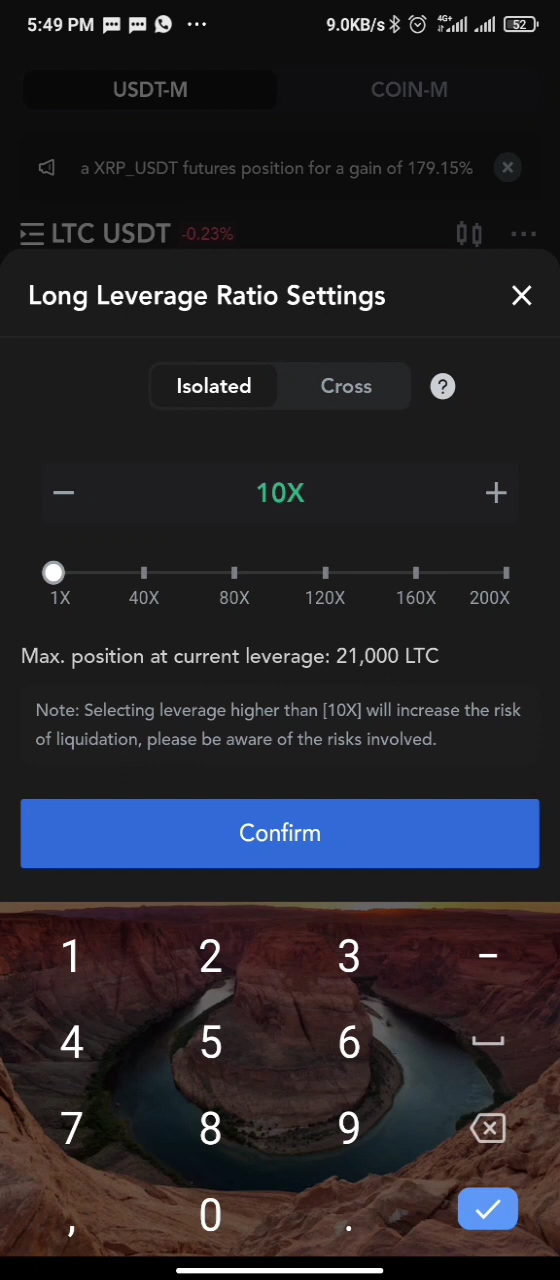 5:49 PM 9.0KB/s 4G+ 52
USDT-M COIN-M
a XRP_USDT futures position for a gain of 179.15%
LTC USDT -0.23%
Long Leverage Ratio Settings
Isolated Cross ?
− 10X +
1X 40X 80X 120X 160X 200X
Max. position at current leverage: 21,000 LTC
Note: Selecting leverage higher than [10X] will increase the risk
of liquidation, please be aware of the risks involved.
Confirm
1 2 3 −
4 5 6
7 8 9
, 0 .